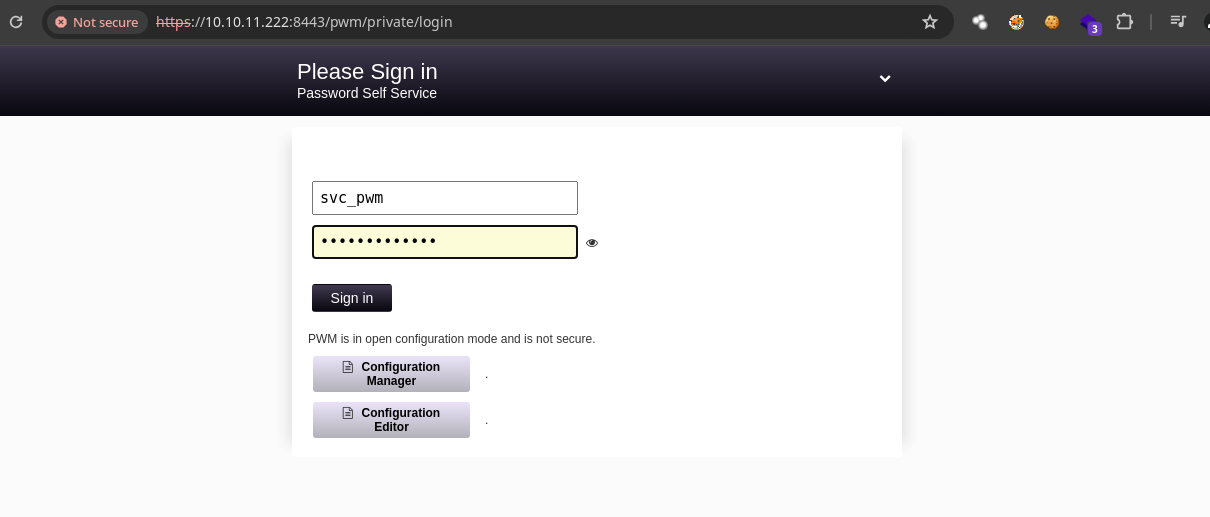 Not secure https://10.10.11.222:8443/pwm/private/login 3
Please Sign in
Password Self Service
svc_pwm
•••••••••••••
Sign in
PWM is in open configuration mode and is not secure.
Configuration
Manager .
Configuration
Editor .